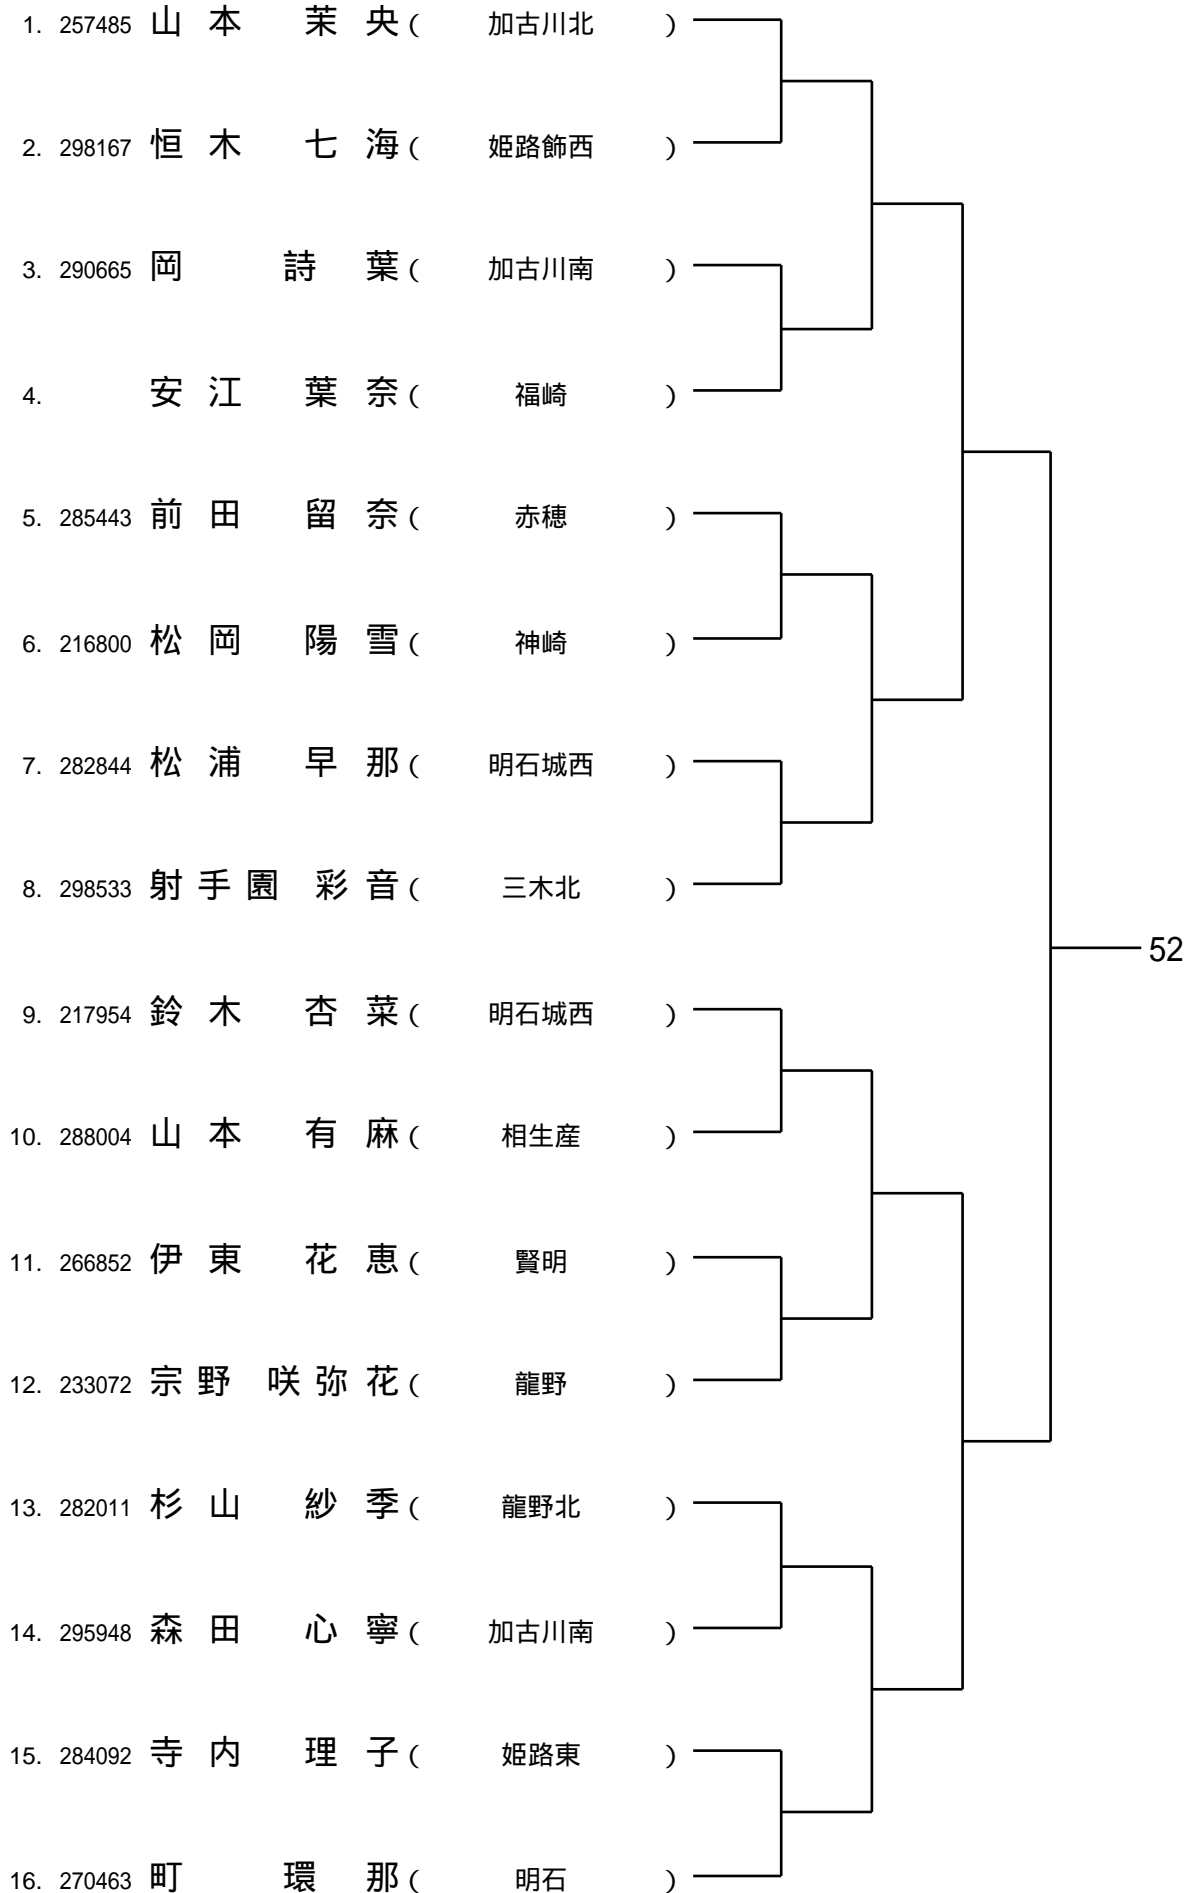 1. 257485 山本 茉央 ( 加古川北 )
2. 298167 恒木 七海 ( 姫路飾西 )
3. 290665 岡 詩葉 ( 加古川南 )
4. 安江 葉奈 ( 福崎 )
5. 285443 前田 留奈 ( 赤穂 )
6. 216800 松岡 陽雪 ( 神崎 )
7. 282844 松浦 早那 ( 明石城西 )
8. 298533 射手園 彩音 ( 三木北 )
52
9. 217954 鈴木 杏菜 ( 明石城西 )
10. 288004 山本 有麻 ( 相生産 )
11. 266852 伊東 花恵 ( 賢明 )
12. 233072 宗野 咲弥花 ( 龍野 )
13. 282011 杉山 紗季 ( 龍野北 )
14. 295948 森田 心寧 ( 加古川南 )
15. 284092 寺内 理子 ( 姫路東 )
16. 270463 町 環那 ( 明石 )